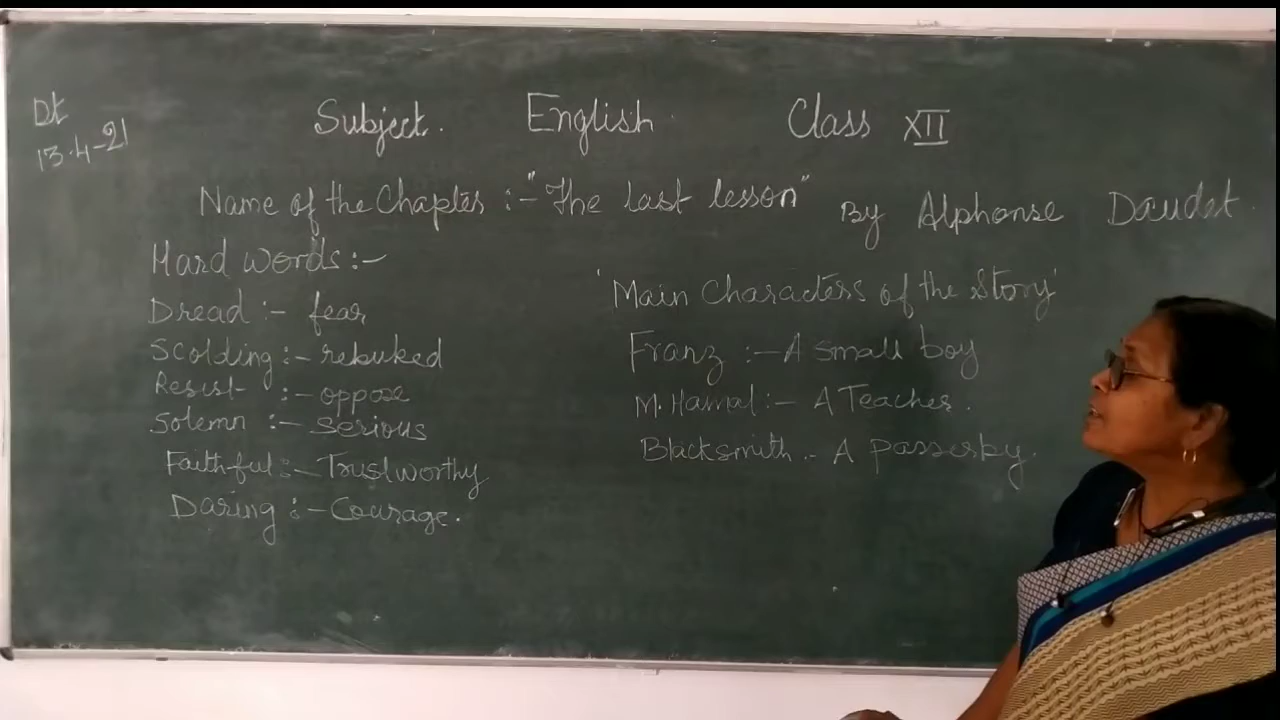 Dt
13.4-21
Subject. English. Class XII
Name of the Chapter :- "The last lesson" By Alphonse Daudet.
Hard words :-
Dread :- fear
Scolding :- rebuked
Resist :- oppose
Solemn :- Serious
Faithful :- Trustworthy
Daring :- Courage.
'Main Characters of the Story'
Franz :- A small boy
M. Hamal :- A Teacher.
Blacksmith .- A passerby.